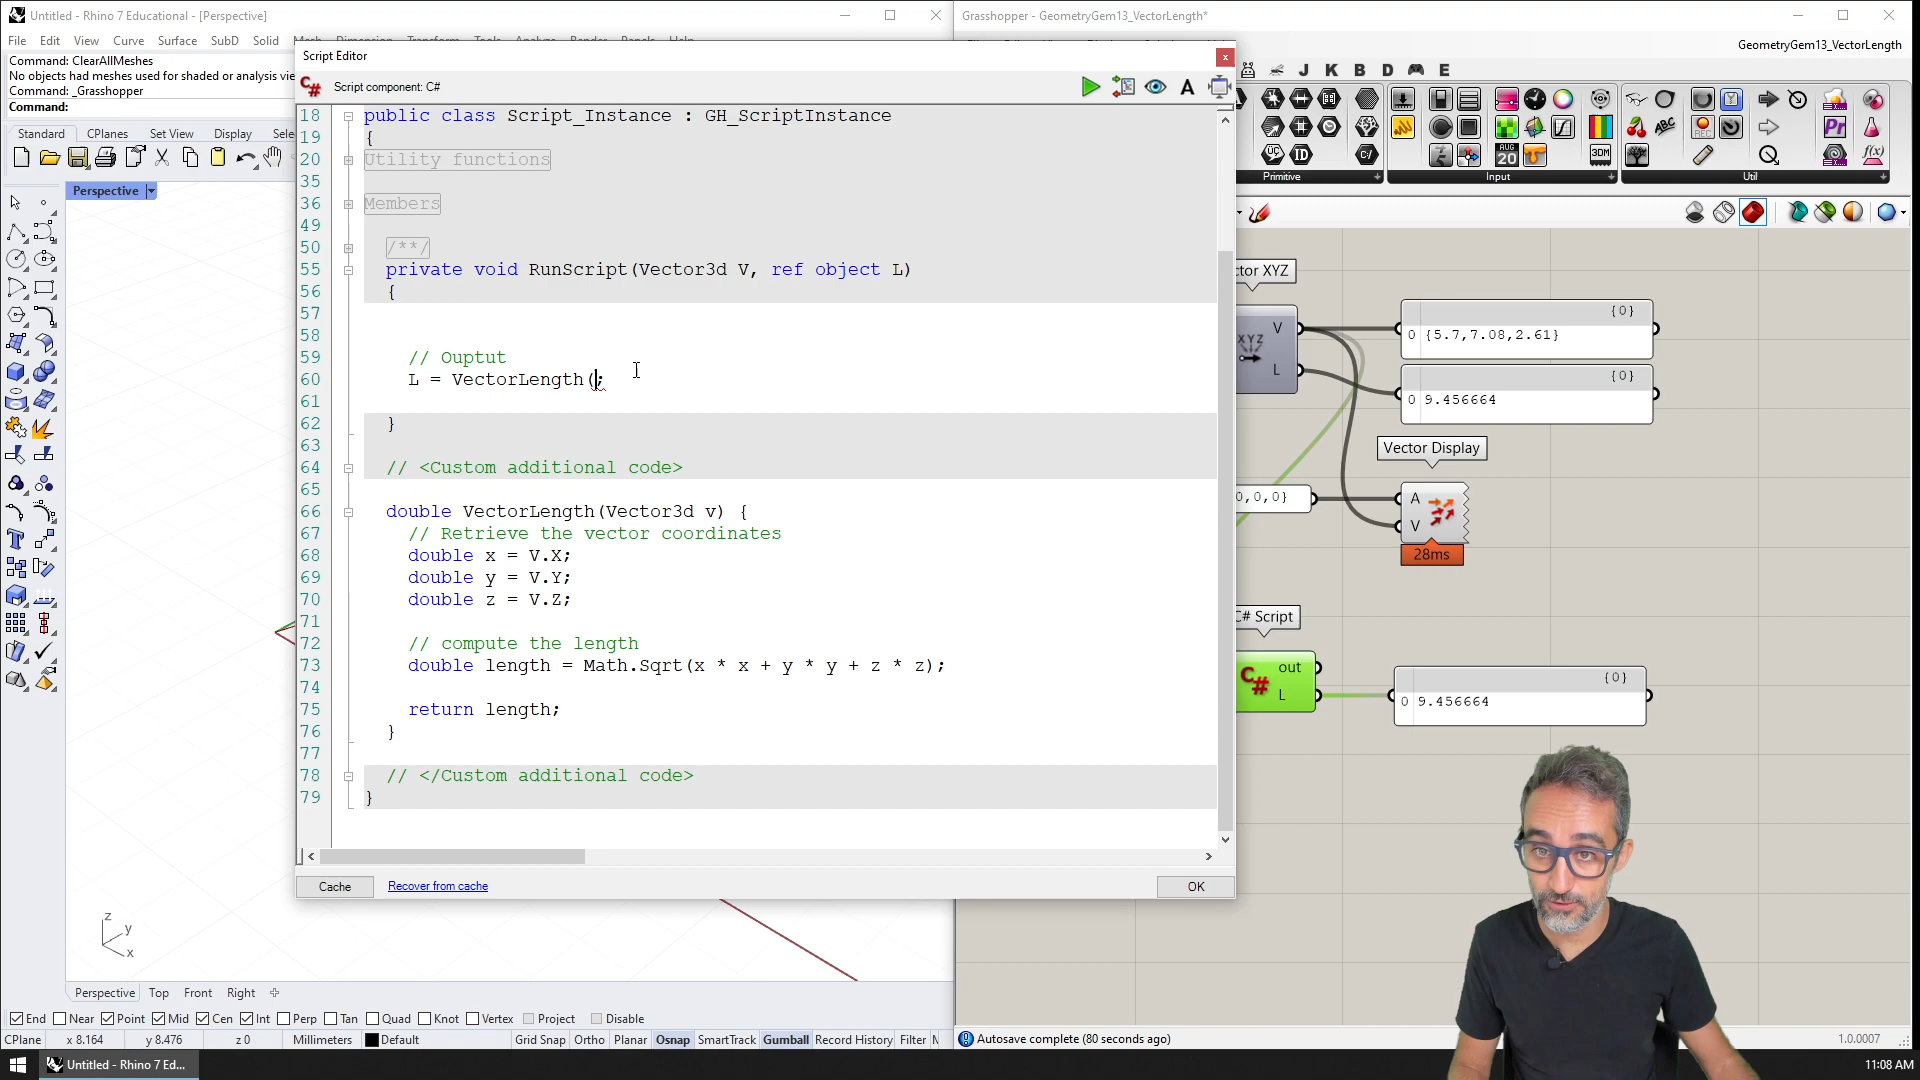 Untitled - Rhino 7 Educational - [Perspective]
File Edit View Curve Surface SubD Solid
Command: ClearAllMeshes
No objects had meshes used for shaded or analysis vie
Command: _Grasshopper
Command:
Standard CPlanes Set View Display Sele
Perspective
Script Editor
x
C# Script component: C#
18 public class Script_Instance : GH_ScriptInstance
19 {
20 Utility functions
35
36 Members
49
50 /**/
55 private void RunScript(Vector3d V, ref object L)
56 {
57
58
59 // Ouptut
60 L = VectorLength(;
61
62 }
63
64 // <Custom additional code>
65
66 double VectorLength(Vector3d v) {
67 // Retrieve the vector coordinates
68 double x = V.X;
69 double y = V.Y;
70 double z = V.Z;
71
72 // compute the length
73 double length = Math.Sqrt(x * x + y * y + z * z);
74
75 return length;
76 }
77
78 // </Custom additional code>
79 }
Cache Recover from cache OK
Grasshopper - GeometryGem13_VectorLength*
GeometryGem13_VectorLength
J K B D E
Primitive Input Util
ctor XYZ
XYZ V
L
{0}
0 {5.7,7.08,2.61}
{0}
0 9.456664
Vector Display
0,0,0}
A
V
28ms
C# Script
C# out
L
{0}
0 9.456664
z
y
x
Perspective Top Front Right
End Near Point Mid Cen Int Perp Tan Quad Knot Vertex Project Disable
CPlane x 8.164 y 8.476 z 0 Millimeters Default Grid Snap Ortho Planar Osnap SmartTrack Gumball Record History Filter
Autosave complete (80 seconds ago)
1.0.0007
Untitled - Rhino 7 Ed...
11:08 AM